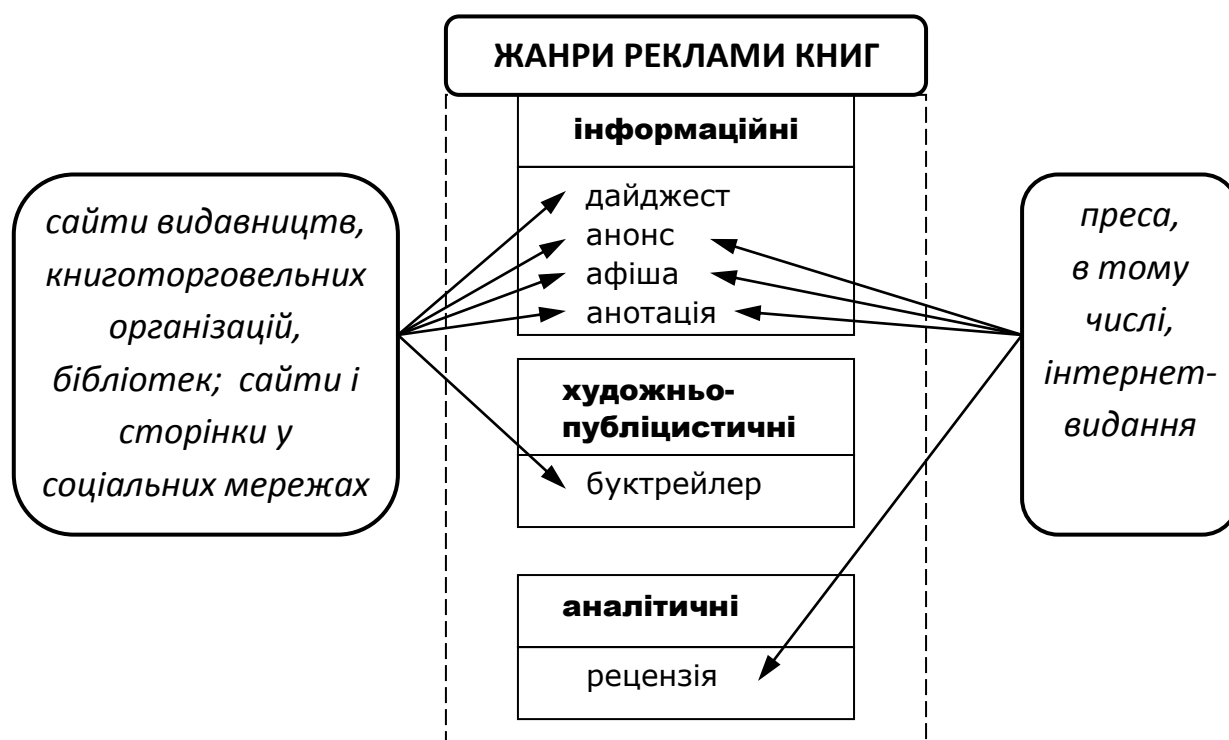 ЖАНРИ РЕКЛАМИ КНИГ
інформаційні
дайджест
анонс
афіша
анотація
художньо-
публіцистичні
буктрейлер
аналітичні
рецензія
сайти видавництв,
книготорговельних
організацій,
бібліотек;  сайти і
сторінки у
соціальних мережах
преса,
в тому
числі,
інтернет-
видання